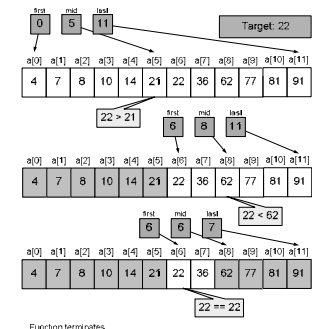 first mid last
0 5 11
Target: 22
a[0] a[1] a[2] a[3] a[4] a[5] a[6] a[7] a[8] a[9] a[10] a[11]
4 7 8 10 14 21 22 36 62 77 81 91
22 > 21
first mid last
6 8 11
a[0] a[1] a[2] a[3] a[4] a[5] a[6] a[7] a[8] a[9] a[10] a[11]
4 7 8 10 14 21 22 36 62 77 81 91
22 < 62
first mid last
6 6 7
a[0] a[1] a[2] a[3] a[4] a[5] a[6] a[7] a[8] a[9] a[10] a[11]
4 7 8 10 14 21 22 36 62 77 81 91
22 == 22
Function terminates